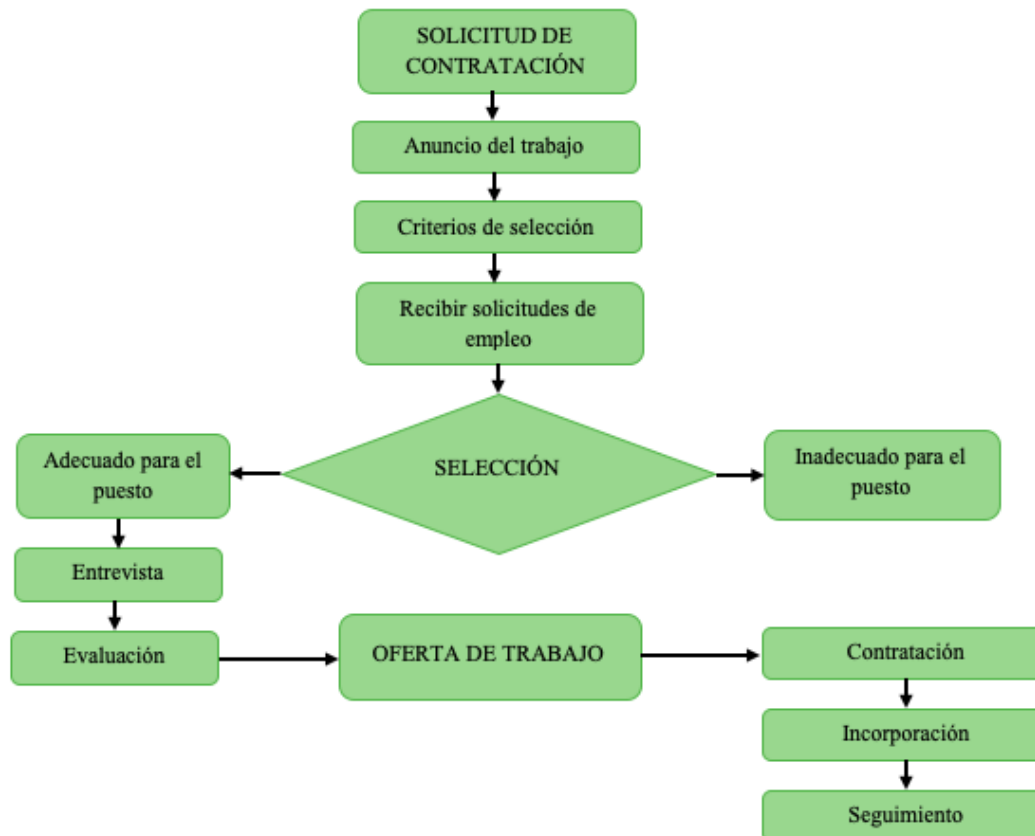 SOLICITUD DE
CONTRATACIÓN
Anuncio del trabajo
Criterios de selección
Recibir solicitudes de
empleo
SELECCIÓN
Adecuado para el
puesto
Inadecuado para el
puesto
Entrevista
Evaluación
OFERTA DE TRABAJO
Contratación
Incorporación
Seguimiento